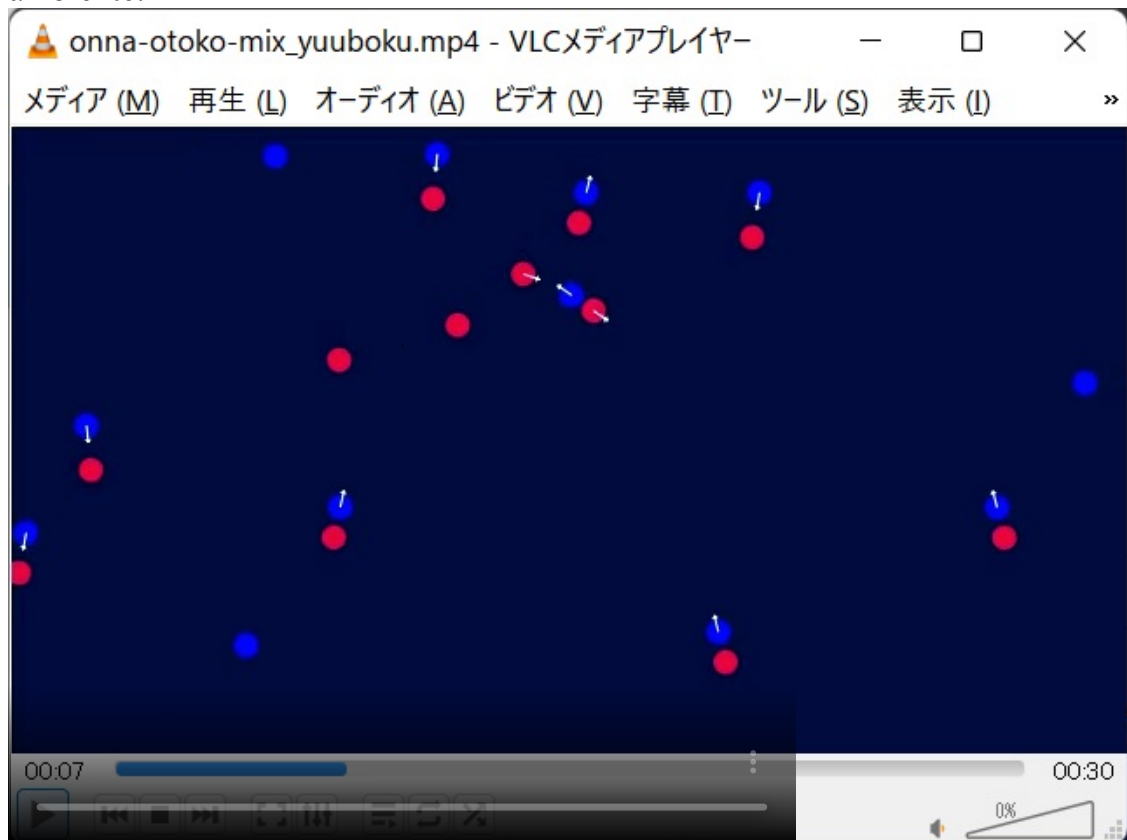 onna-otoko-mix_yuuboku.mp4 - VLCメディアプレイヤー
メディア (M) 再生 (L) オーディオ (A) ビデオ (V) 字幕 (T) ツール (S) 表示 (I) »
00:07 00:30
0%